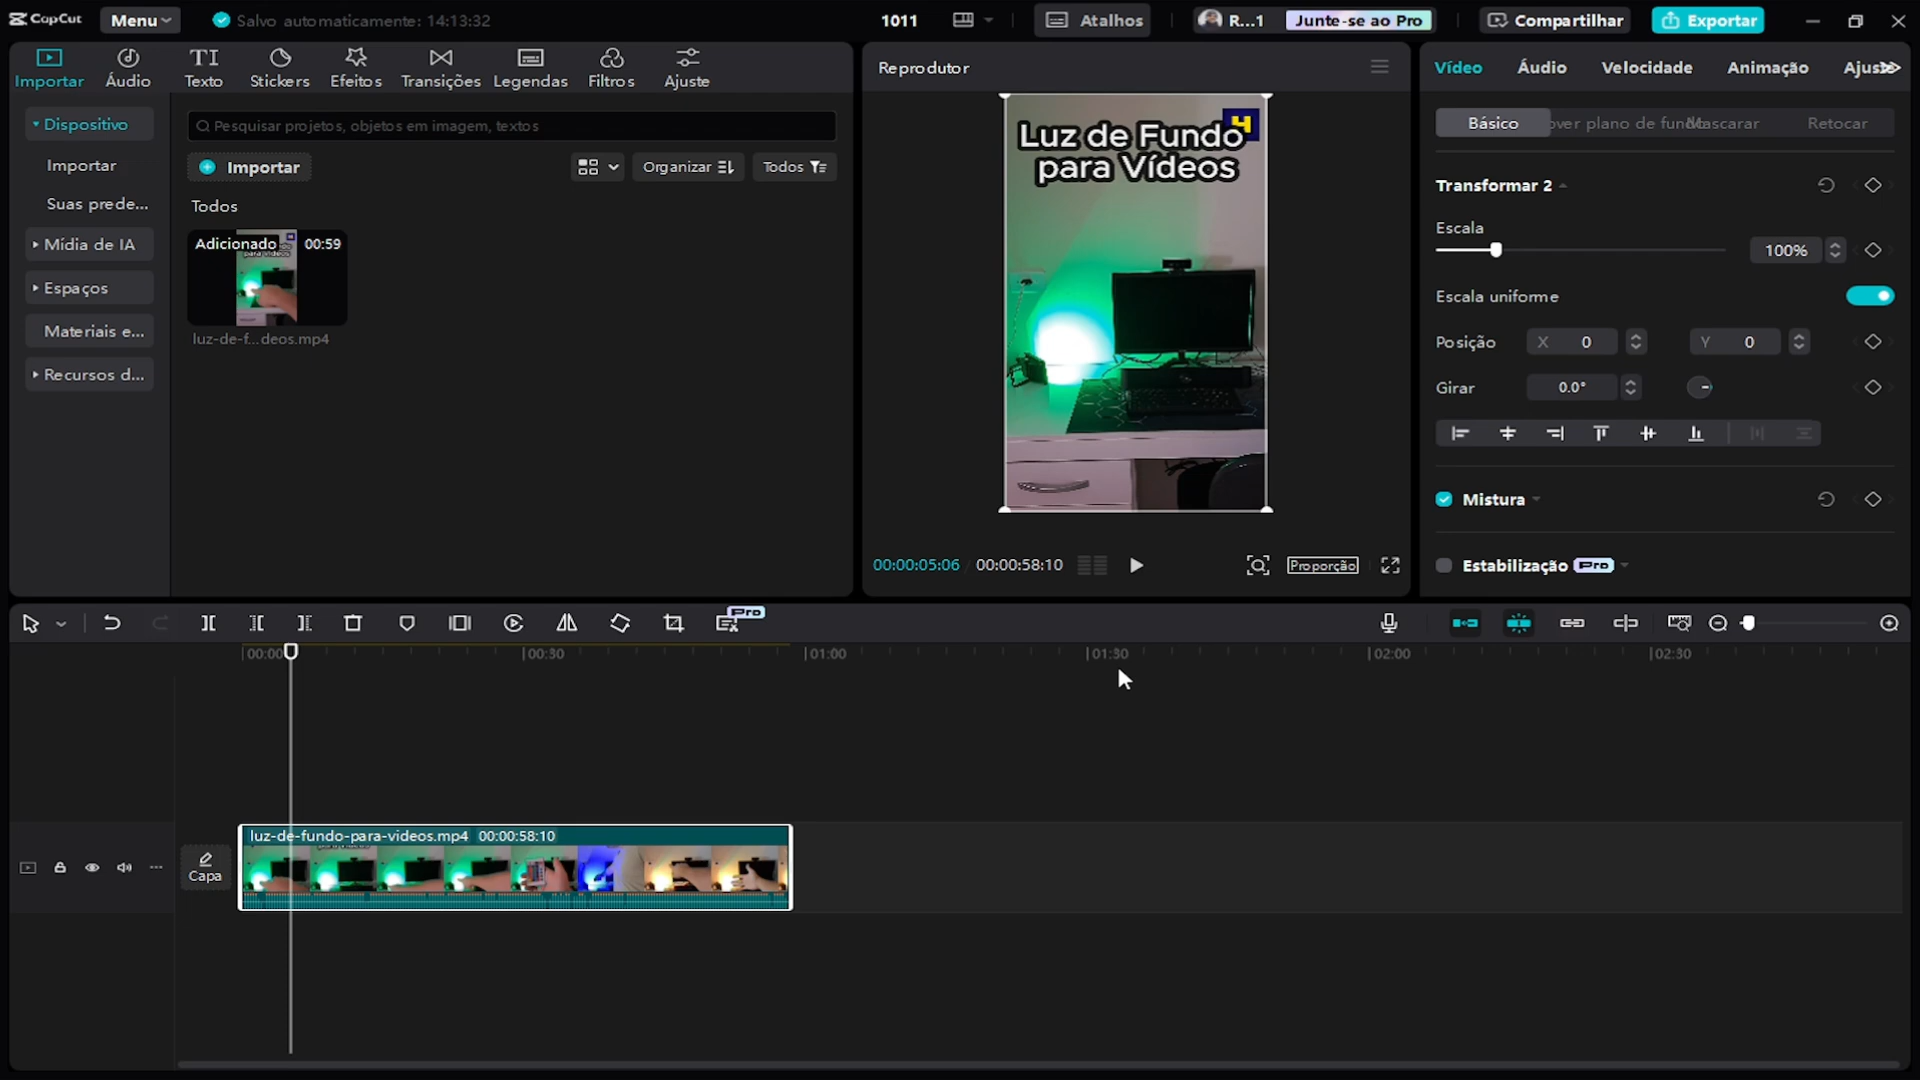 CapCut
Menu
Salvo automaticamente: 14:13:32
1011
Atalhos
R...1
Junte-se ao Pro
Compartilhar
Exportar
Importar
Áudio
Texto
Stickers
Efeitos
Transições
Legendas
Filtros
Ajuste
Dispositivo
Importar
Suas prede...
Mídia de IA
Espaços
Materiais e...
Recursos d...
Pesquisar projetos, objetos em imagem, textos
Importar
Organizar
Todos
Todos
Adicionado
00:59
luz-de-f...deos.mp4
Reprodutor
Luz de Fundo
para Vídeos
4
00:00:05:06
00:00:58:10
Proporção
Vídeo
Áudio
Velocidade
Animação
Básico
over plano de fund
Mascarar
Retocar
Transformar 2
Escala
100%
Escala uniforme
Posição
X 0
Y 0
Girar
0.0°
Mistura
Estabilização
Pro
Pro
00:00
00:30
01:00
01:30
02:00
02:30
Capa
luz-de-fundo-para-videos.mp4 00:00:58:10